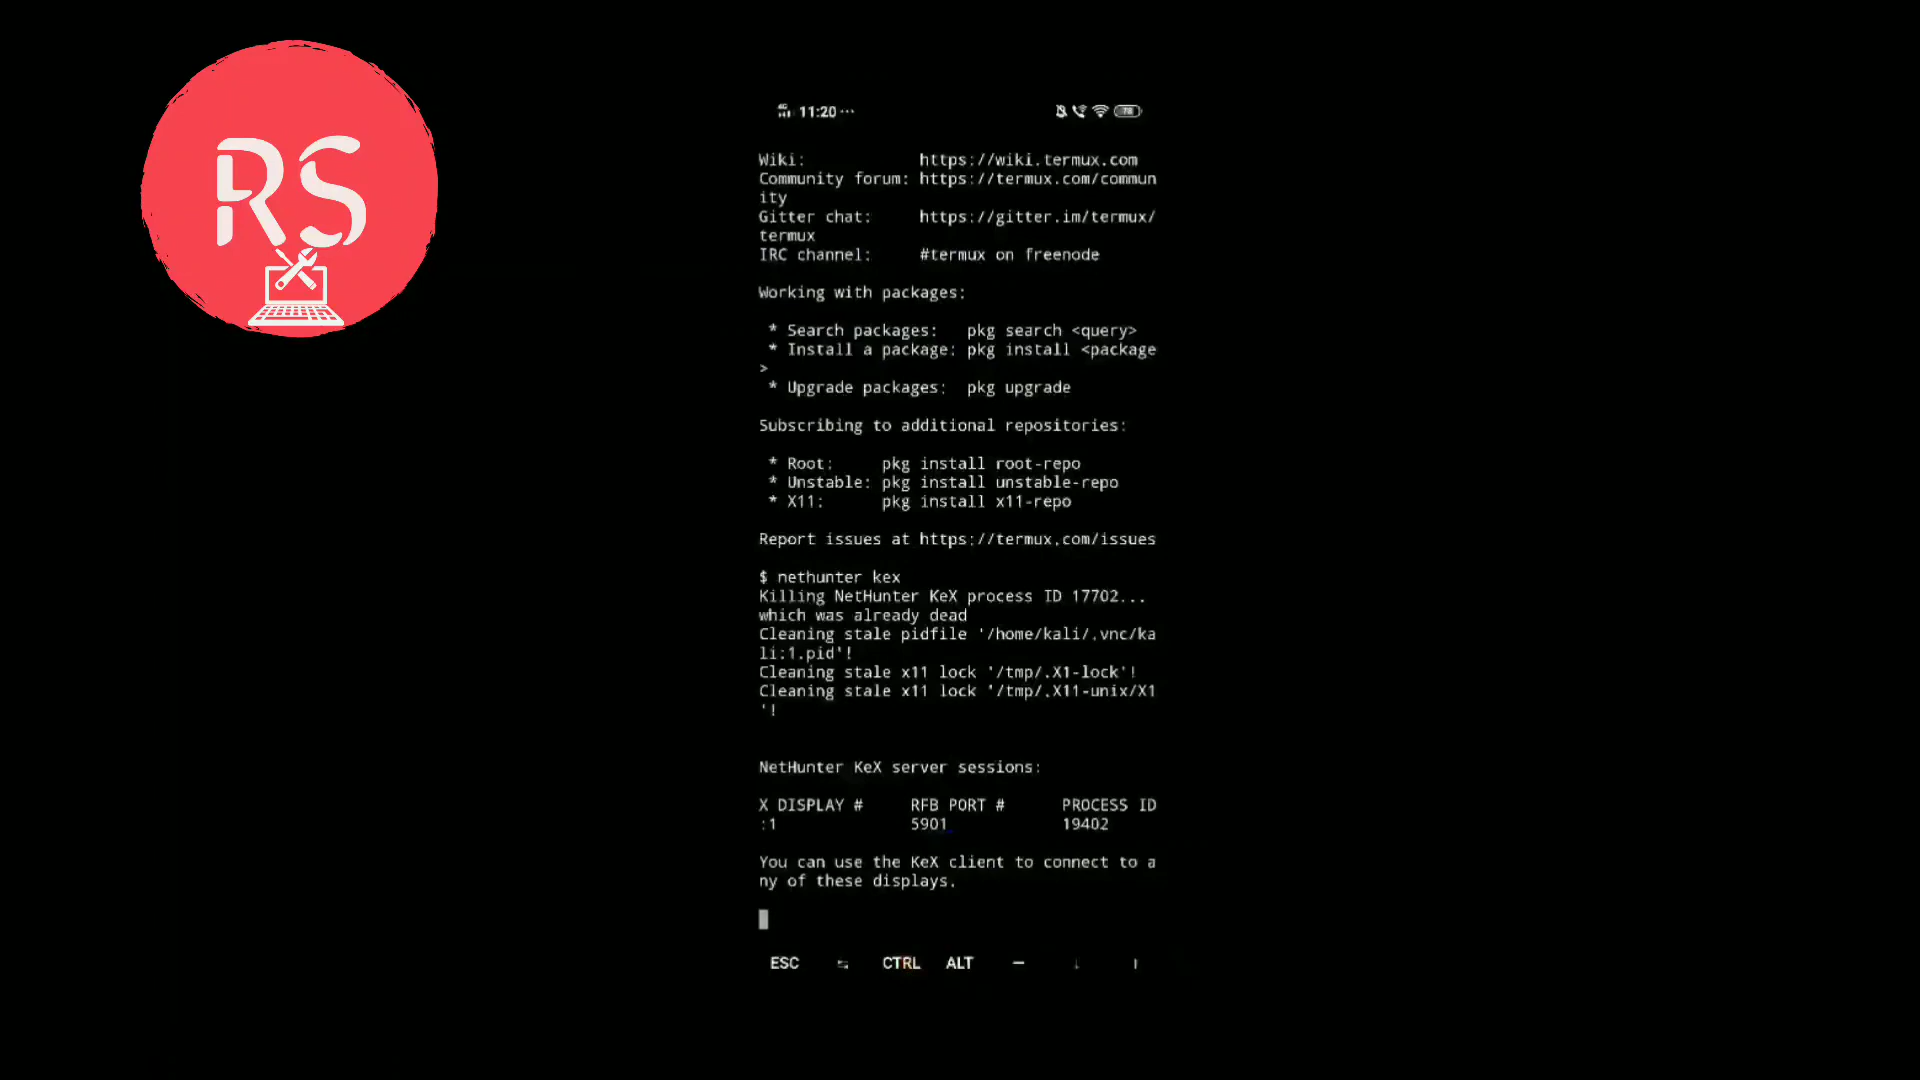 RS
11:20 ...
78
Wiki: https://wiki.termux.com
Community forum: https://termux.com/commun
ity
Gitter chat: https://gitter.im/termux/
termux
IRC channel: #termux on freenode
Working with packages:
* Search packages: pkg search <query>
* Install a package: pkg install <package
>
* Upgrade packages: pkg upgrade
Subscribing to additional repositories:
* Root: pkg install root-repo
* Unstable: pkg install unstable-repo
* X11: pkg install x11-repo
Report issues at https://termux.com/issues
$ nethunter kex
Killing NetHunter KeX process ID 17702...
which was already dead
Cleaning stale pidfile '/home/kali/.vnc/ka
li:1.pid'!
Cleaning stale x11 lock '/tmp/.X1-lock'!
Cleaning stale x11 lock '/tmp/.X11-unix/X1
'!
NetHunter KeX server sessions:
X DISPLAY # RFB PORT # PROCESS ID
:1 5901 19402
You can use the KeX client to connect to a
ny of these displays.
ESC CTRL ALT —